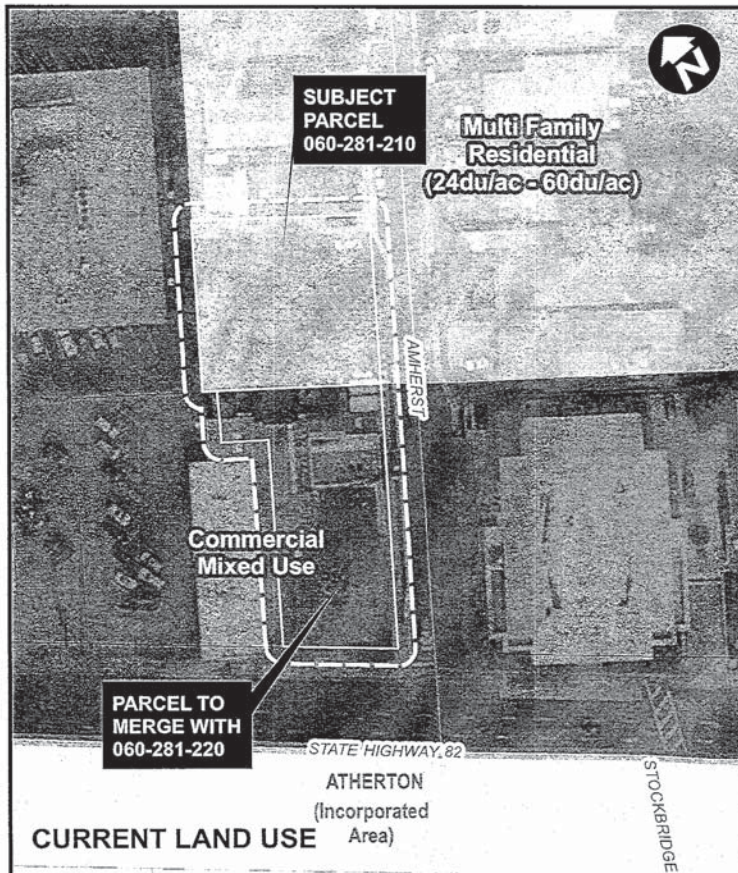 N
SUBJECT
PARCEL
060-281-210
Multi Family
Residential
(24du/ac - 60du/ac)
AMHERST
Commercial
Mixed Use
PARCEL TO
MERGE WITH
060-281-220
STATE HIGHWAY 82
ATHERTON
(Incorporated
Area)
STOCKBRIDGE
CURRENT LAND USE